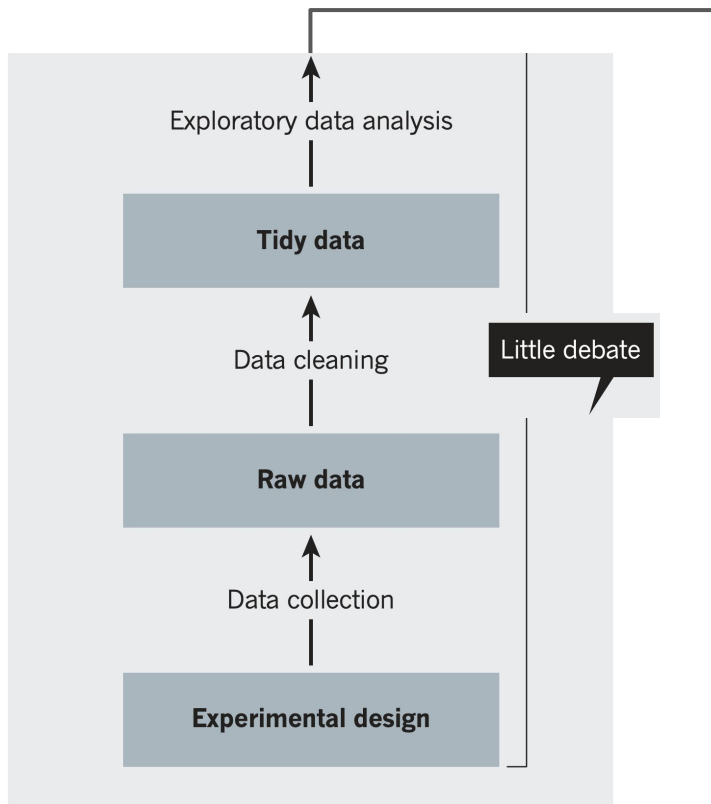 Exploratory data analysis
Tidy data
Data cleaning
Little debate
Raw data
Data collection
Experimental design